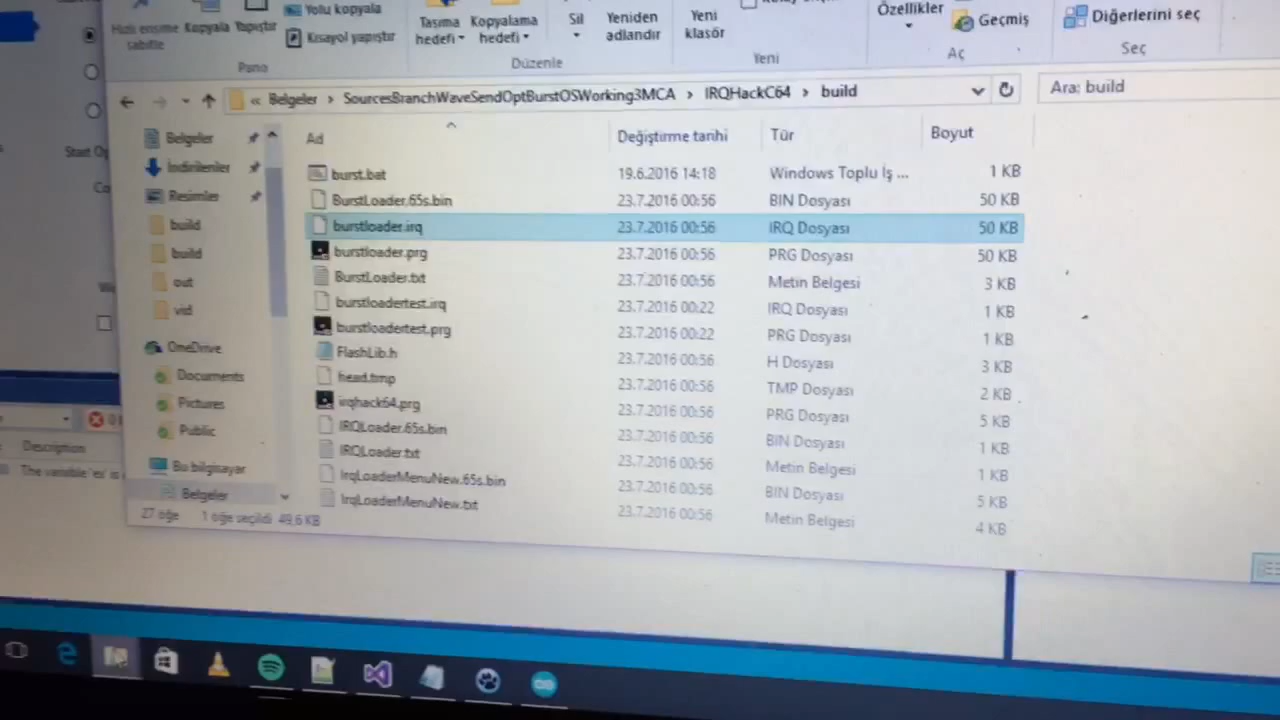 Yolu kopyala
Hızlı erişime sabitle
Kopyala
Yapıştır
Kısayol yapıştır
Pano
Taşıma hedefi
Kopyalama hedefi
Sil
Yeniden adlandır
Düzenle
Yeni klasör
Yeni
Özellikler
Geçmiş
Aç
Diğerlerini seç
Seç
« Belgeler › SourcesBranchWaveSendOptBurstOSWorking3MCA › IRQHackC64 › build
Ara: build
Start Op
Co
Belgeler
İndirilenler
Resimler
build
build
out
vid
OneDrive
Documents
Pictures
Public
Bu bilgisayar
Belgeler
Ad Değiştirme tarihi Tür Boyut
burst.bat 19.6.2016 14:18 Windows Toplu İş ... 1 KB
BurstLoader.65s.bin 23.7.2016 00:56 BIN Dosyası 50 KB
burstloader.irq 23.7.2016 00:56 IRQ Dosyası 50 KB
burstloader.prg 23.7.2016 00:56 PRG Dosyası 50 KB
BurstLoader.txt 23.7.2016 00:56 Metin Belgesi 3 KB
burstloadertest.irq 23.7.2016 00:22 IRQ Dosyası 1 KB
burstloadertest.prg 23.7.2016 00:22 PRG Dosyası 1 KB
FlashLib.h 23.7.2016 00:56 H Dosyası 3 KB
head.tmp 23.7.2016 00:56 TMP Dosyası 2 KB
irqhack64.prg 23.7.2016 00:56 PRG Dosyası 5 KB
IRQLoader.65s.bin 23.7.2016 00:56 BIN Dosyası 1 KB
IRQLoader.txt 23.7.2016 00:56 Metin Belgesi 1 KB
IrqLoaderMenuNew.65s.bin 23.7.2016 00:56 BIN Dosyası 5 KB
IrqLoaderMenuNew.txt 23.7.2016 00:56 Metin Belgesi 4 KB
27 öğe 1 öğe seçildi 49,6 KB
Description
The variable 'es' is